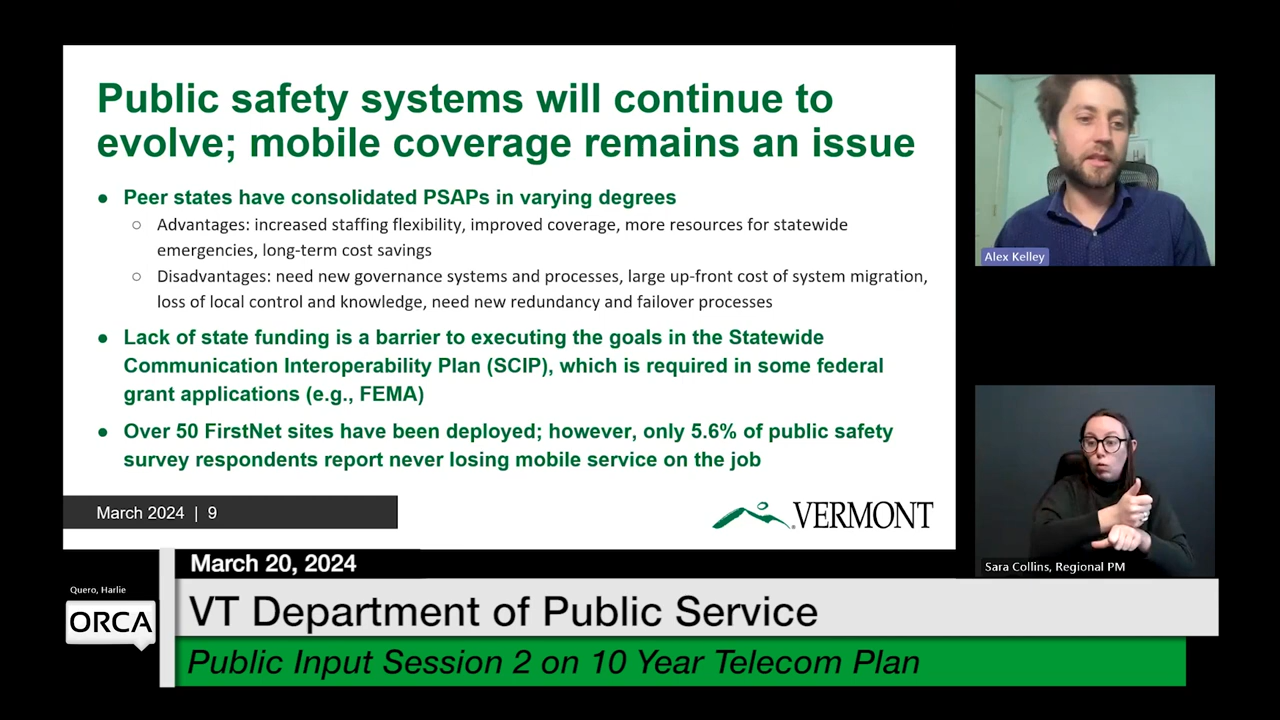 Public safety systems will continue to
evolve; mobile coverage remains an issue
● Peer states have consolidated PSAPs in varying degrees
○ Advantages: increased staffing flexibility, improved coverage, more resources for statewide
emergencies, long-term cost savings
○ Disadvantages: need new governance systems and processes, large up-front cost of system migration,
loss of local control and knowledge, need new redundancy and failover processes
● Lack of state funding is a barrier to executing the goals in the Statewide
Communication Interoperability Plan (SCIP), which is required in some federal
grant applications (e.g., FEMA)
● Over 50 FirstNet sites have been deployed; however, only 5.6% of public safety
survey respondents report never losing mobile service on the job
March 2024 | 9
VERMONT
Alex Kelley
Sara Collins, Regional PM
March 20, 2024
Quero, Harlie
ORCA
VT Department of Public Service
Public Input Session 2 on 10 Year Telecom Plan